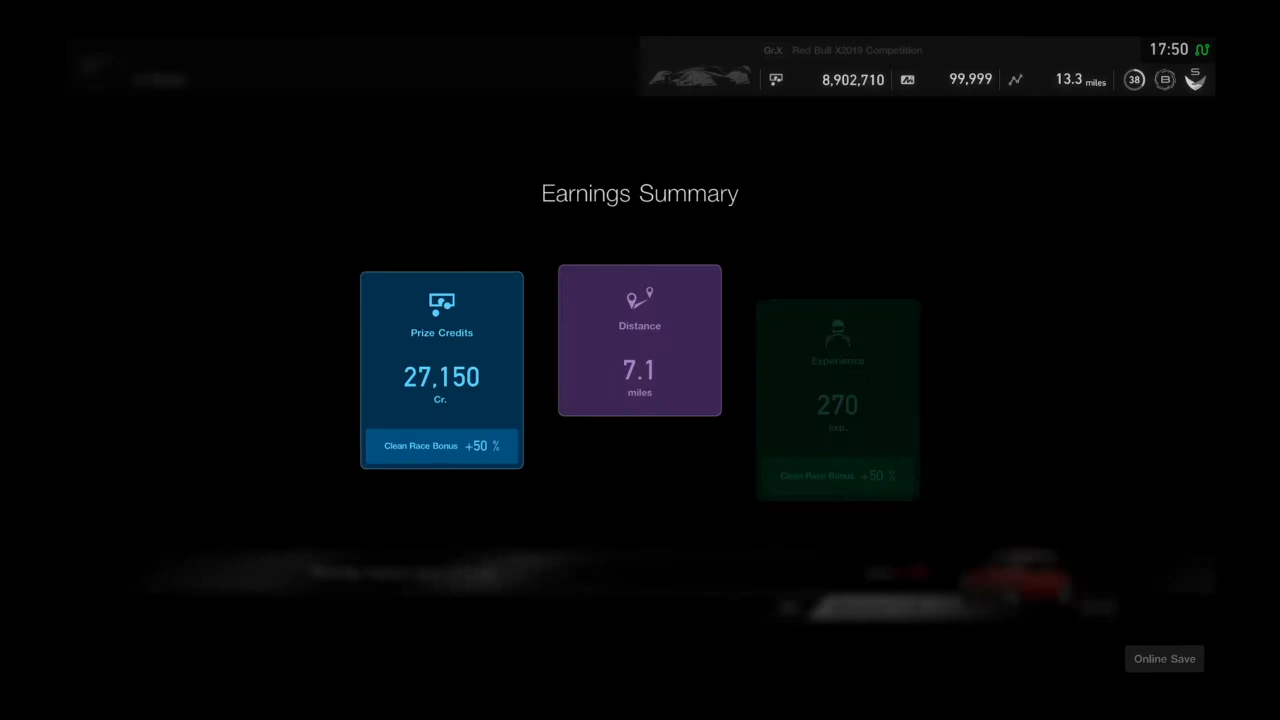 Gr.X Red Bull X2019 Competition
17:50
8,902,710
99,999
13.3 miles
38
B
S
Earnings Summary
Prize Credits
27,150
Cr.
Clean Race Bonus +50 %
Distance
7.1
miles
Experience
270
exp.
Clean Race Bonus +50 %
Online Save